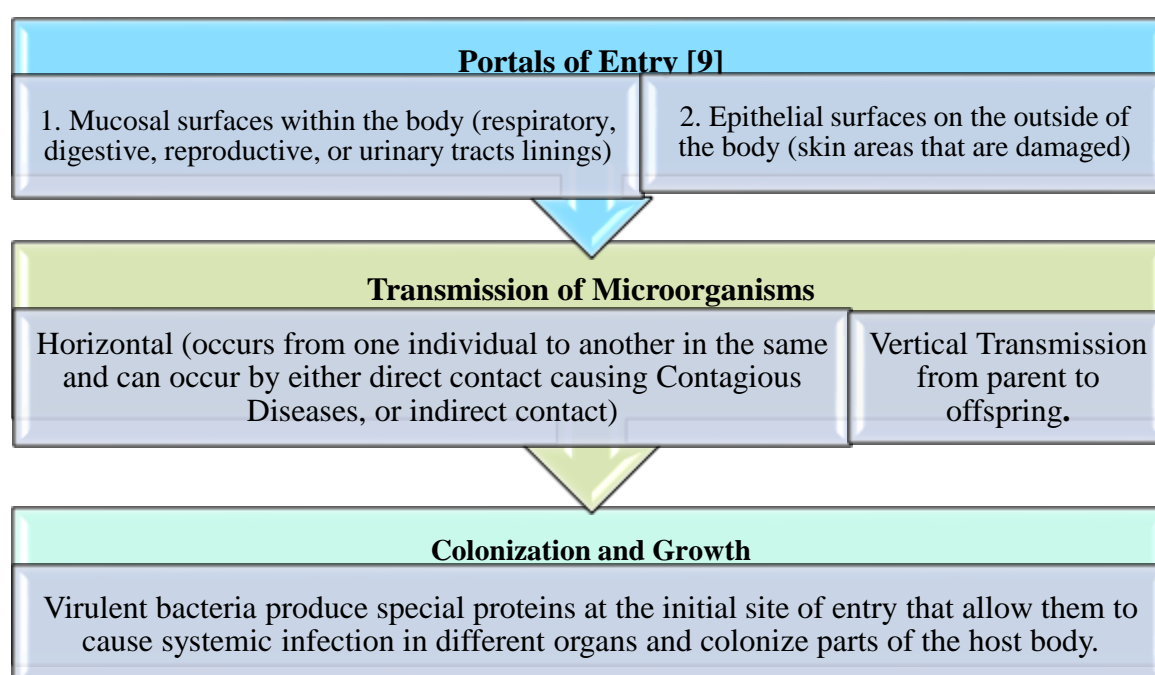 Portals of Entry [9]
1. Mucosal surfaces within the body (respiratory,
digestive, reproductive, or urinary tracts linings)
2. Epithelial surfaces on the outside of
the body (skin areas that are damaged)
Transmission of Microorganisms
Horizontal (occurs from one individual to another in the same
and can occur by either direct contact causing Contagious
Diseases, or indirect contact)
Vertical Transmission
from parent to
offspring.
Colonization and Growth
Virulent bacteria produce special proteins at the initial site of entry that allow them to
cause systemic infection in different organs and colonize parts of the host body.